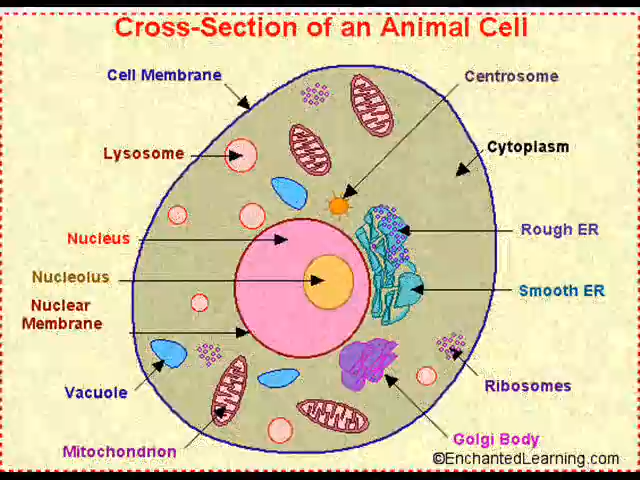 Cross-Section of an Animal Cell
Cell Membrane
Centrosome
Lysosome
Cytoplasm
Nucleus
Rough ER
Nucleolus
Smooth ER
Nuclear
Membrane
Vacuole
Ribosomes
Mitochondrion
Golgi Body
©EnchantedLearning.com